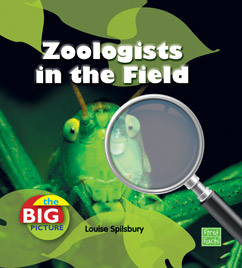 Zoologists
in the Field
the
BIG
PICTURE
Louise Spilsbury
First
Facts